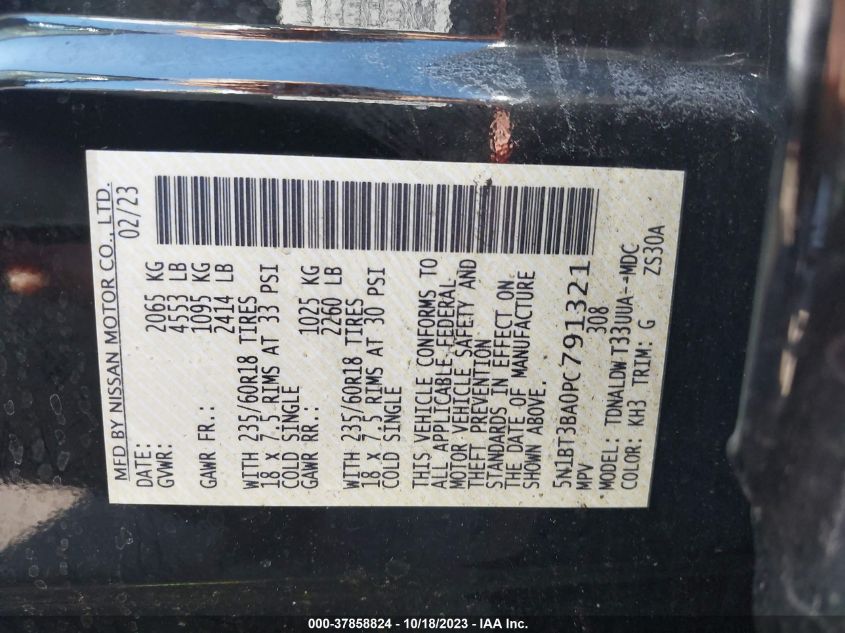 MFD BY NISSAN MOTOR CO., LTD.
DATE: 02/23
GVWR: 2065 KG
4553 LB
GAWR FR.: 1095 KG
2414 LB
WITH 235/60R18 TIRES
18 X 7.5 RIMS AT 33 PSI
COLD SINGLE
GAWR RR.: 1025 KG
2260 LB
WITH 235/60R18 TIRES
18 X 7.5 RIMS AT 30 PSI
COLD SINGLE
THIS VEHICLE CONFORMS TO
ALL APPLICABLE FEDERAL
MOTOR VEHICLE SAFETY AND
THEFT PREVENTION
STANDARDS IN EFFECT ON
THE DATE OF MANUFACTURE
SHOWN ABOVE.
5N1BT3BA0PC791321
MPV 308
*MODEL: TDNALDW T33UUA--MDC
COLOR: KH3 TRIM: G ZS30A
000-37858824 - 10/18/2023 - IAA Inc.